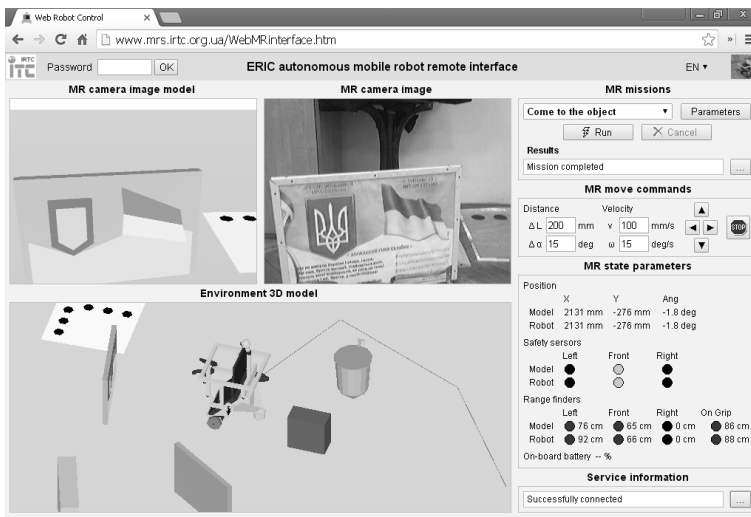 Web Robot Control
www.mrs.irtc.org.ua/WebMRinterface.htm
IRTC
ITC
Password
OK
ERIC autonomous mobile robot remote interface
EN
MR camera image model
MR camera image
MR missions
Come to the object
Parameters
Run
Cancel
Results
Mission completed
...
MR move commands
Distance Velocity
Δ L 200 mm v 100 mm/s
STOP
Δ α 15 deg ω 15 deg/s
MR state parameters
Position
X Y Ang
Model 2131 mm -276 mm -1.8 deg
Robot 2131 mm -276 mm -1.8 deg
Safety sersors
Left Front Right
Model
Robot
Range finders
Left Front Right On Grip
Model 76 cm 65 cm 0 cm 86 cm
Robot 92 cm 66 cm 0 cm 88 cm
On-board battery -- %
Service information
Successfully connected
...
Environment 3D model